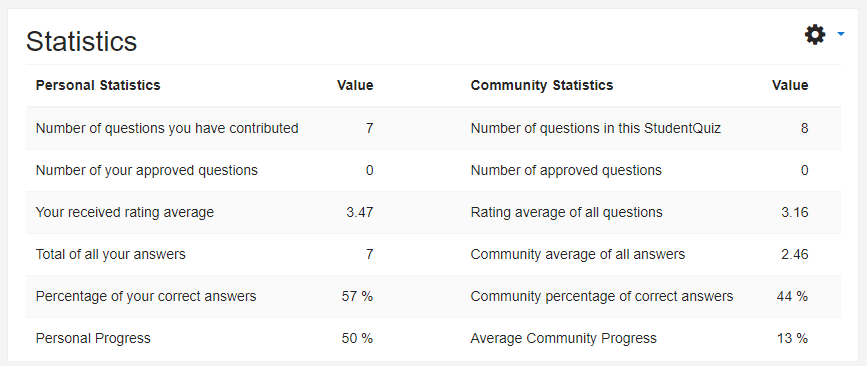 Statistics
Personal Statistics Value Community Statistics Value
Number of questions you have contributed 7 Number of questions in this StudentQuiz 8
Number of your approved questions 0 Number of approved questions 0
Your received rating average 3.47 Rating average of all questions 3.16
Total of all your answers 7 Community average of all answers 2.46
Percentage of your correct answers 57 % Community percentage of correct answers 44 %
Personal Progress 50 % Average Community Progress 13 %